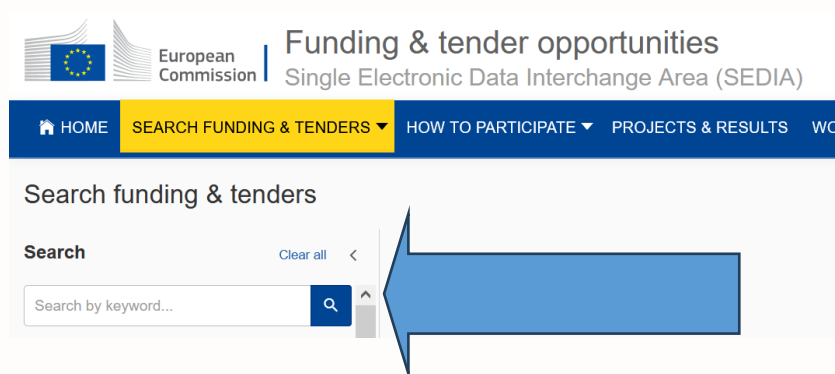 European
Commission
Funding & tender opportunities
Single Electronic Data Interchange Area (SEDIA)
HOME SEARCH FUNDING & TENDERS HOW TO PARTICIPATE PROJECTS & RESULTS
Search funding & tenders
Search Clear all
Search by keyword...